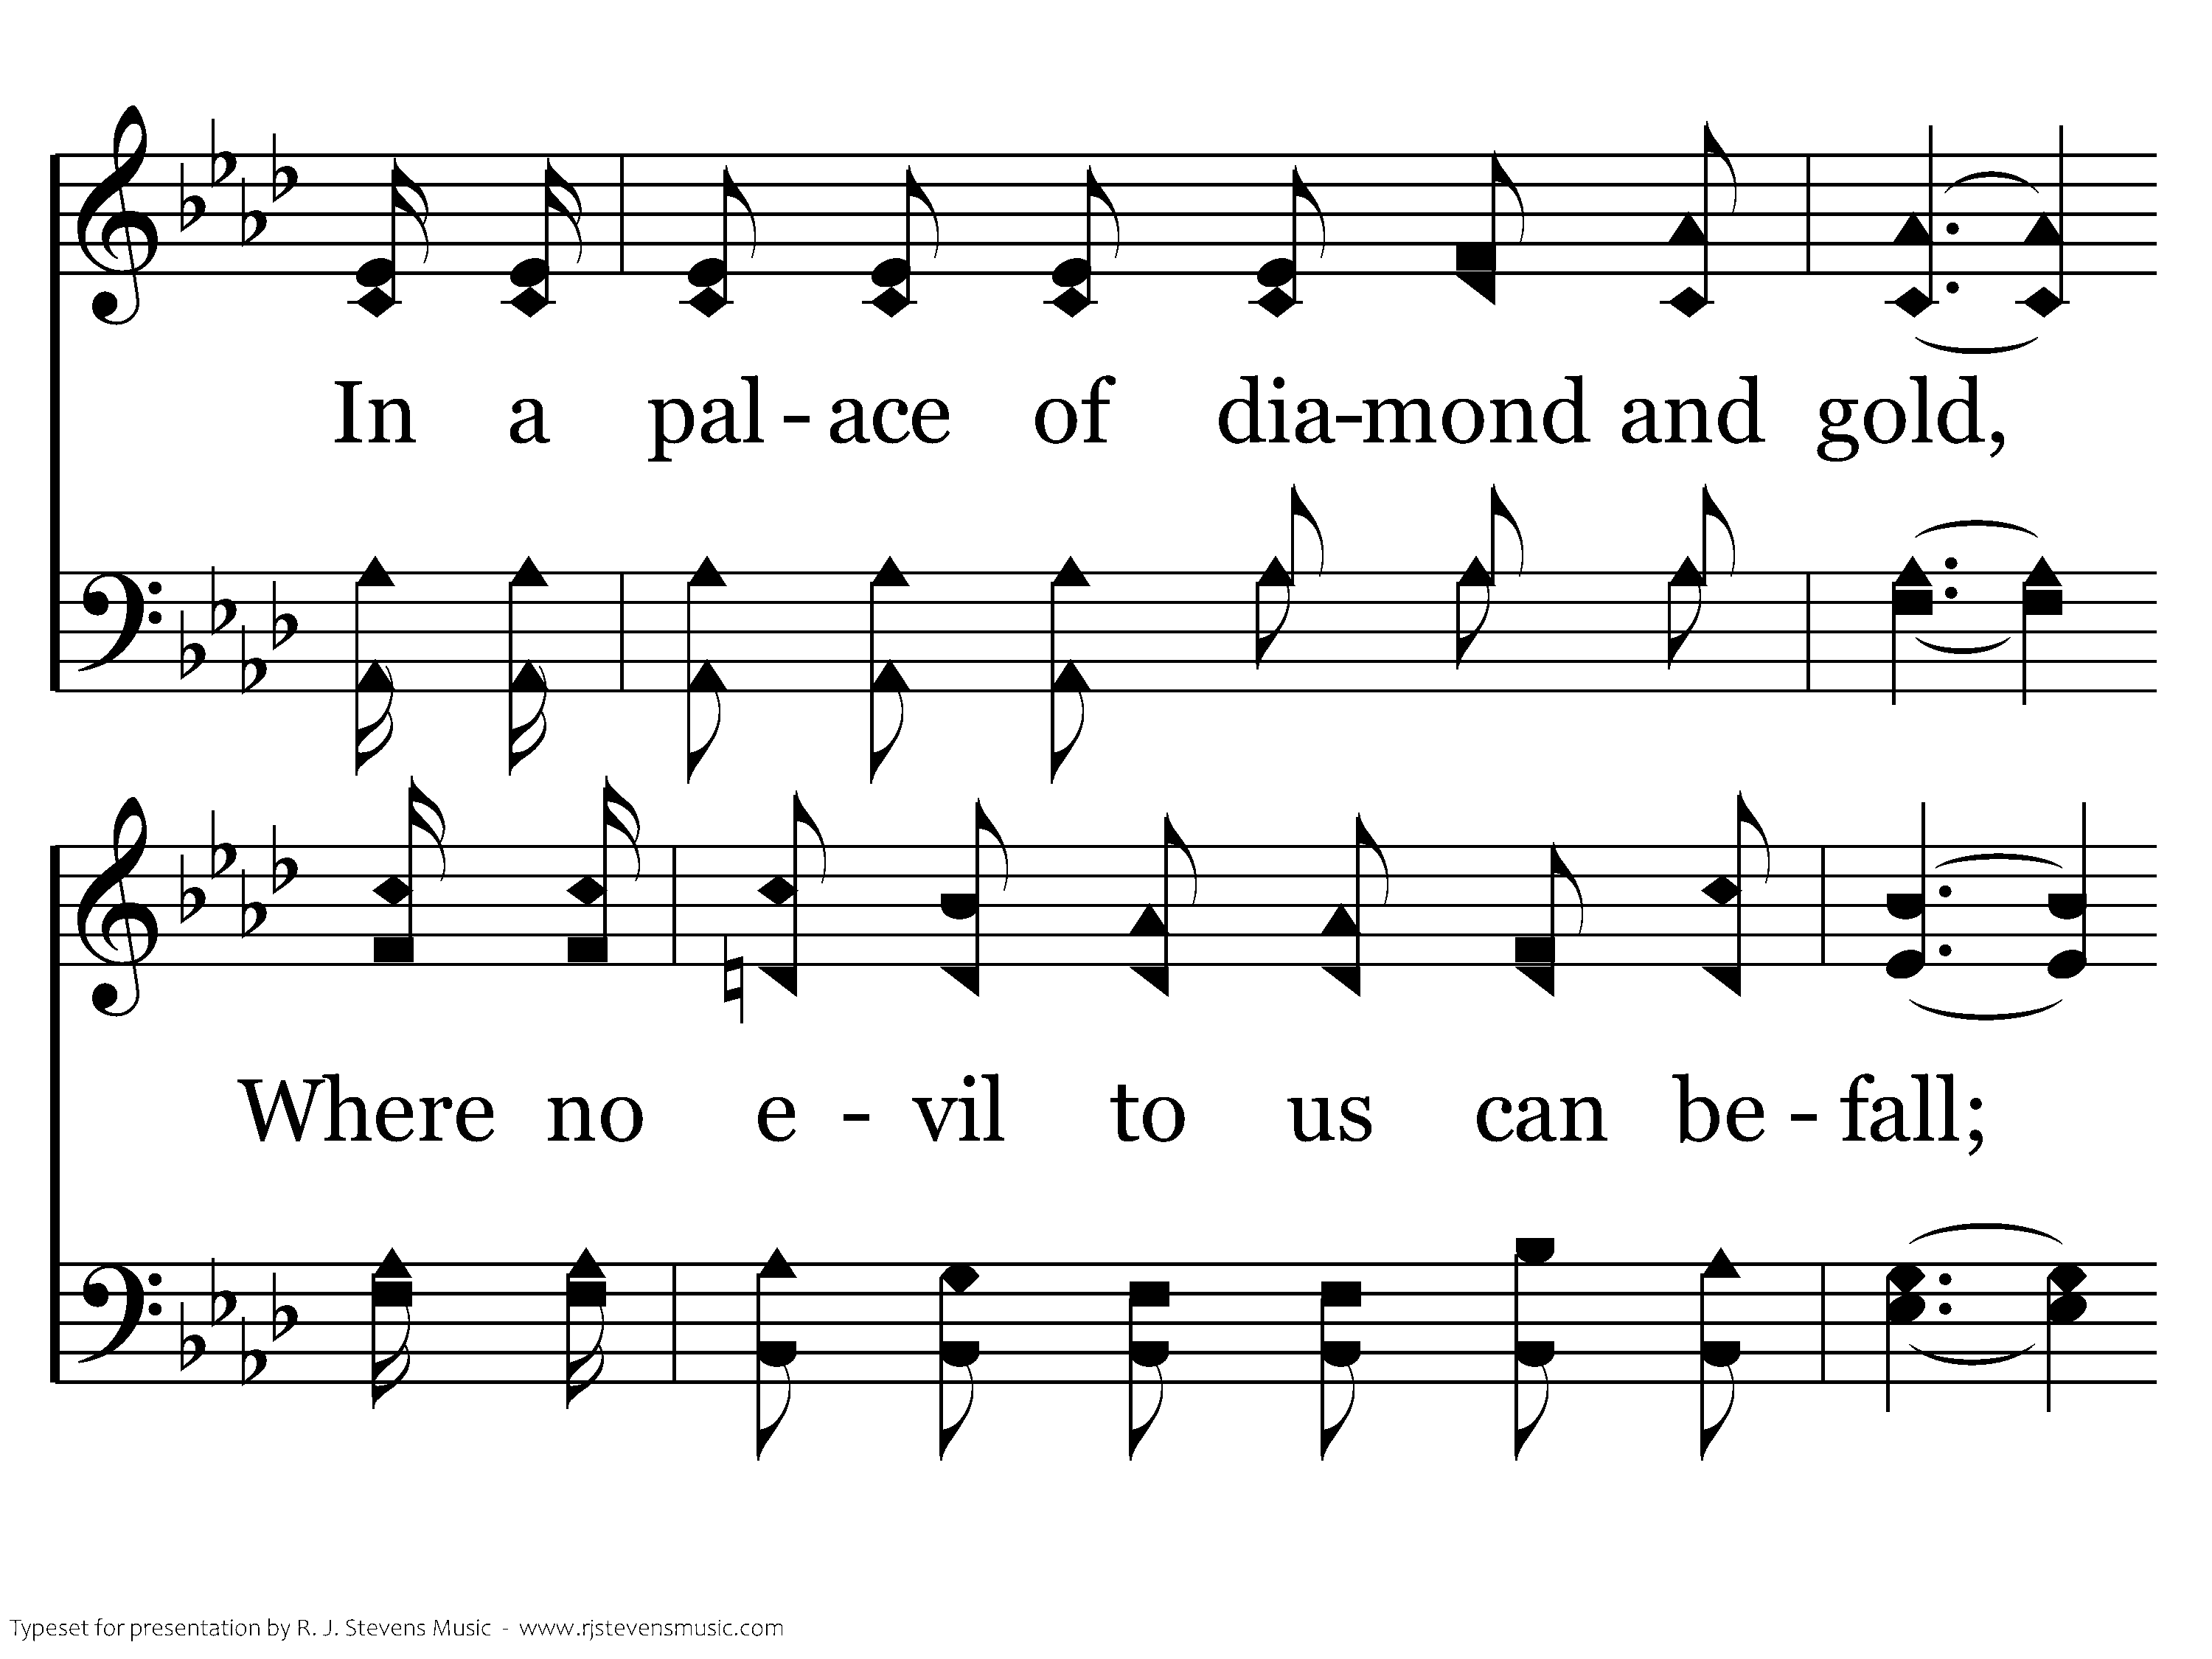 In a pal - ace of dia-mond and gold,
Where no e - vil to us can be - fall;
Typeset for presentation by R. J. Stevens Music - www.rjstevensmusic.com